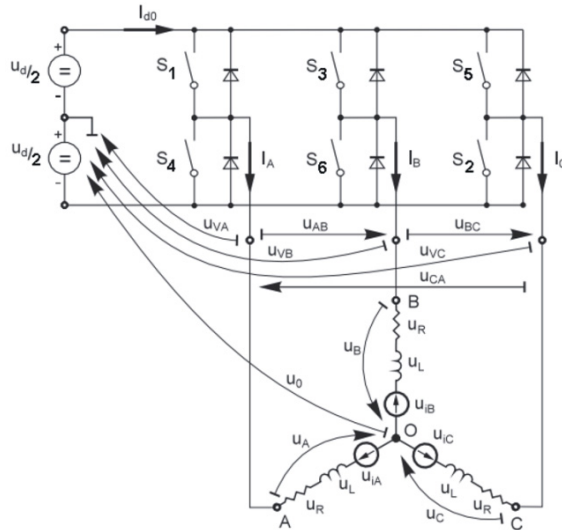 I_d0
+
u_d/2
=
-
S_1
S_3
S_5
+
u_d/2
=
-
S_4
I_A
S_6
I_B
S_2
I_C
u_VA
u_AB
u_BC
u_VB
u_VC
u_CA
B
u_R
u_B
u_L
u_0
u_iB
O
u_iC
u_A
u_iA
u_L
u_L
u_R
u_R
u_C
A
C